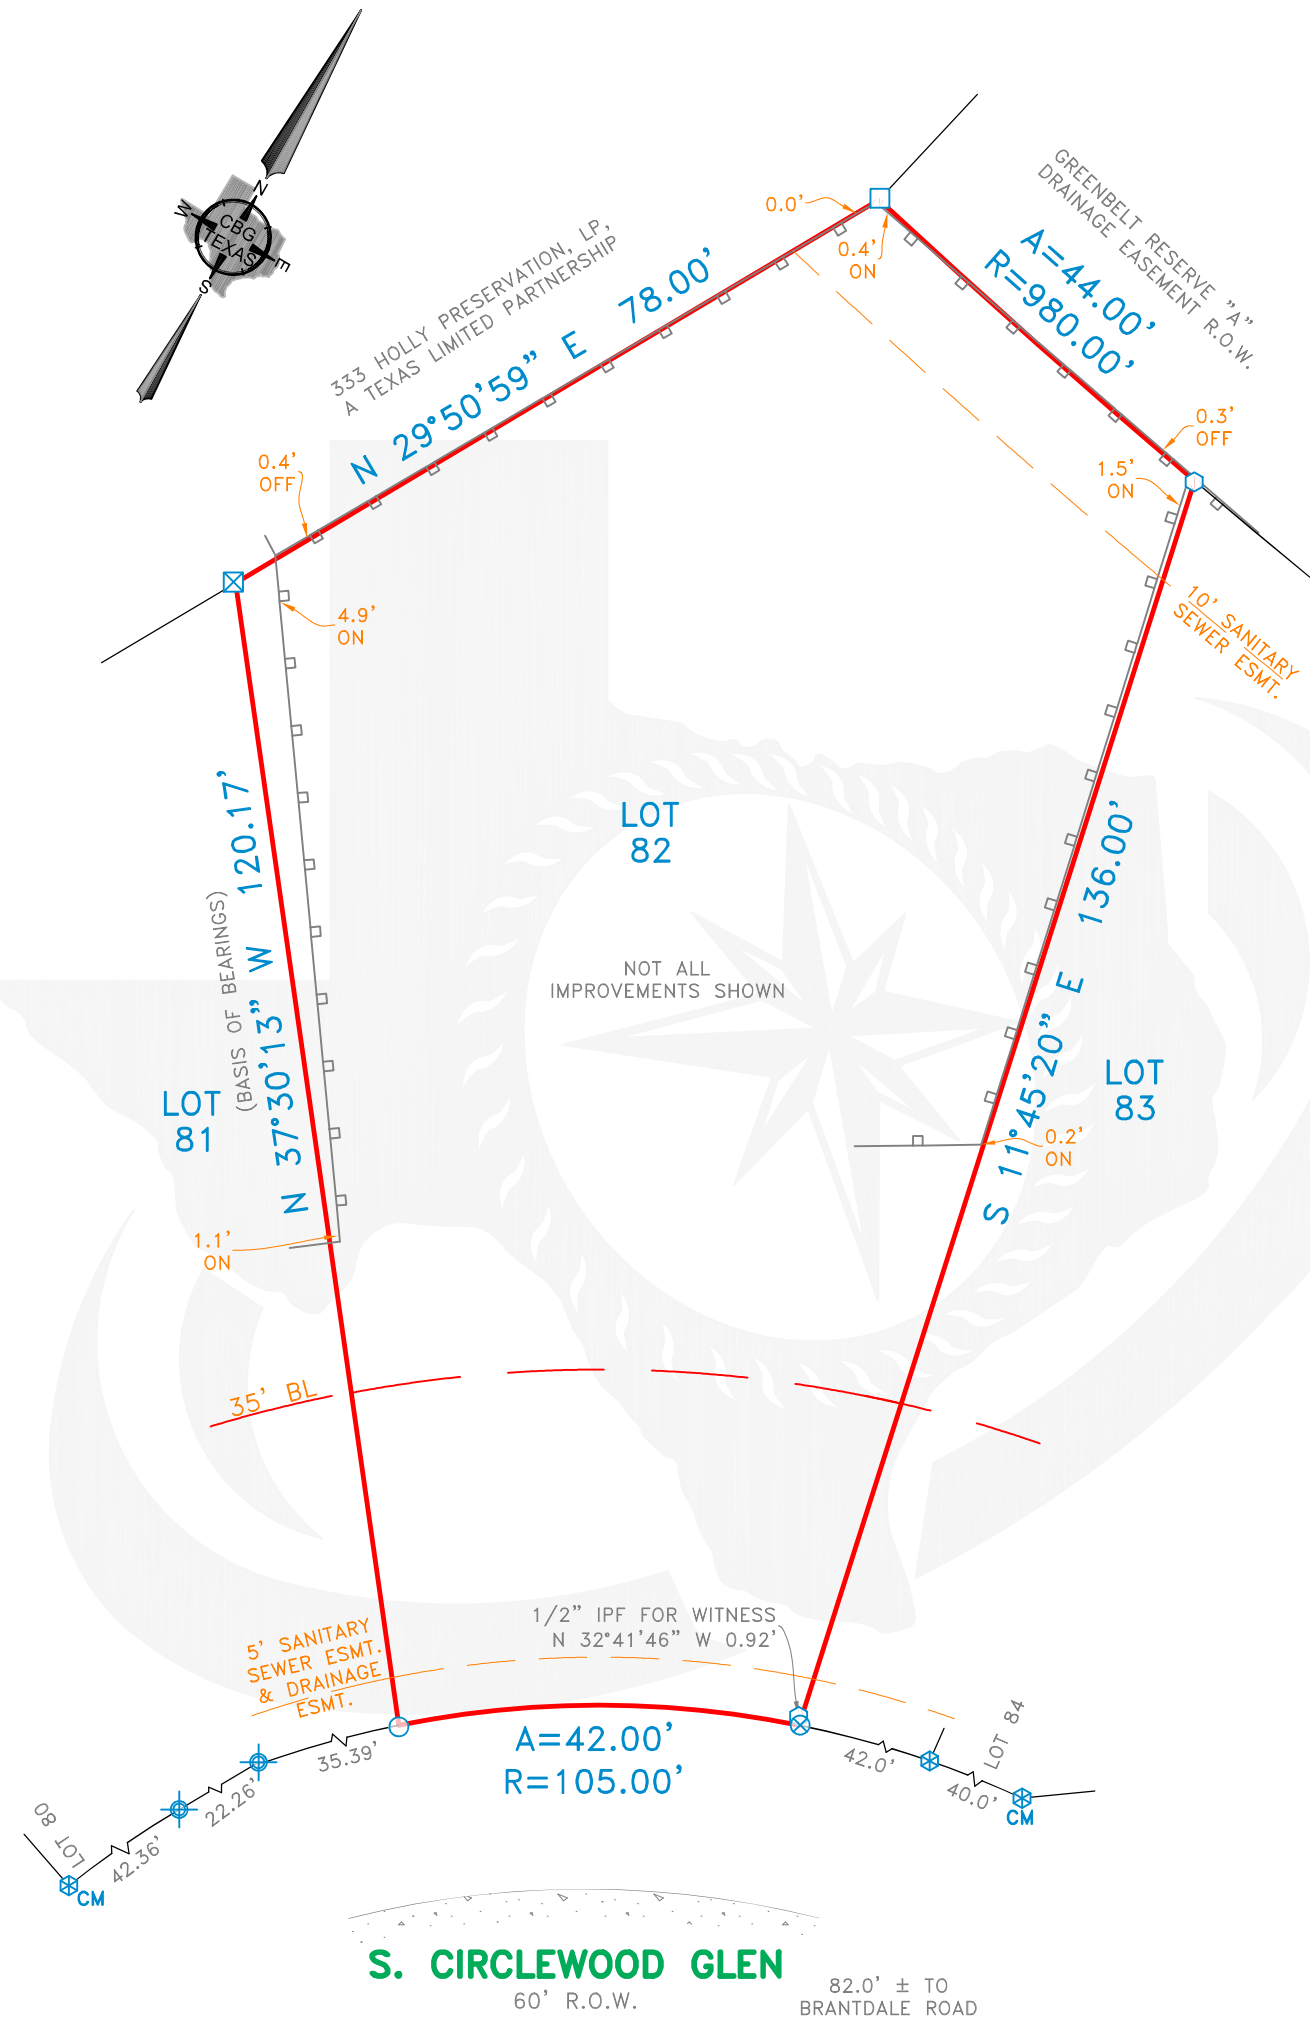 N
W
CBG
TEXAS
E
S
333 HOLLY PRESERVATION, LP,
A TEXAS LIMITED PARTNERSHIP
N 29°50'59" E 78.00'
0.0'
0.4'
ON
GREENBELT RESERVE "A"
DRAINAGE EASEMENT R.O.W.
A=44.00'
R=980.00'
0.3'
OFF
1.5'
ON
0.4'
OFF
4.9'
ON
10' SANITARY
SEWER ESMT.
LOT
82
NOT ALL
IMPROVEMENTS SHOWN
N 37°30'13" W 120.17'
(BASIS OF BEARINGS)
LOT
81
S 11°45'20" E 136.00'
LOT
83
0.2'
ON
1.1'
ON
35' BL
5' SANITARY
SEWER ESMT.
& DRAINAGE
ESMT.
1/2" IPF FOR WITNESS
N 32°41'46" W 0.92'
A=42.00'
R=105.00'
35.39'
22.26'
42.36'
LOT 80
CM
42.0'
40.0'
LOT 84
CM
S. CIRCLEWOOD GLEN
60' R.O.W.
82.0' ± TO
BRANTDALE ROAD